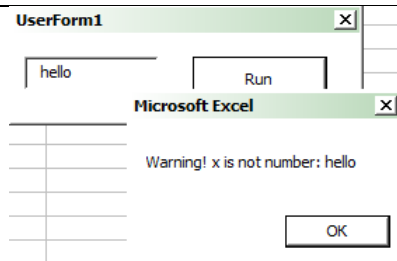 UserForm1
hello
Run
Microsoft Excel
Warning! x is not number: hello
OK